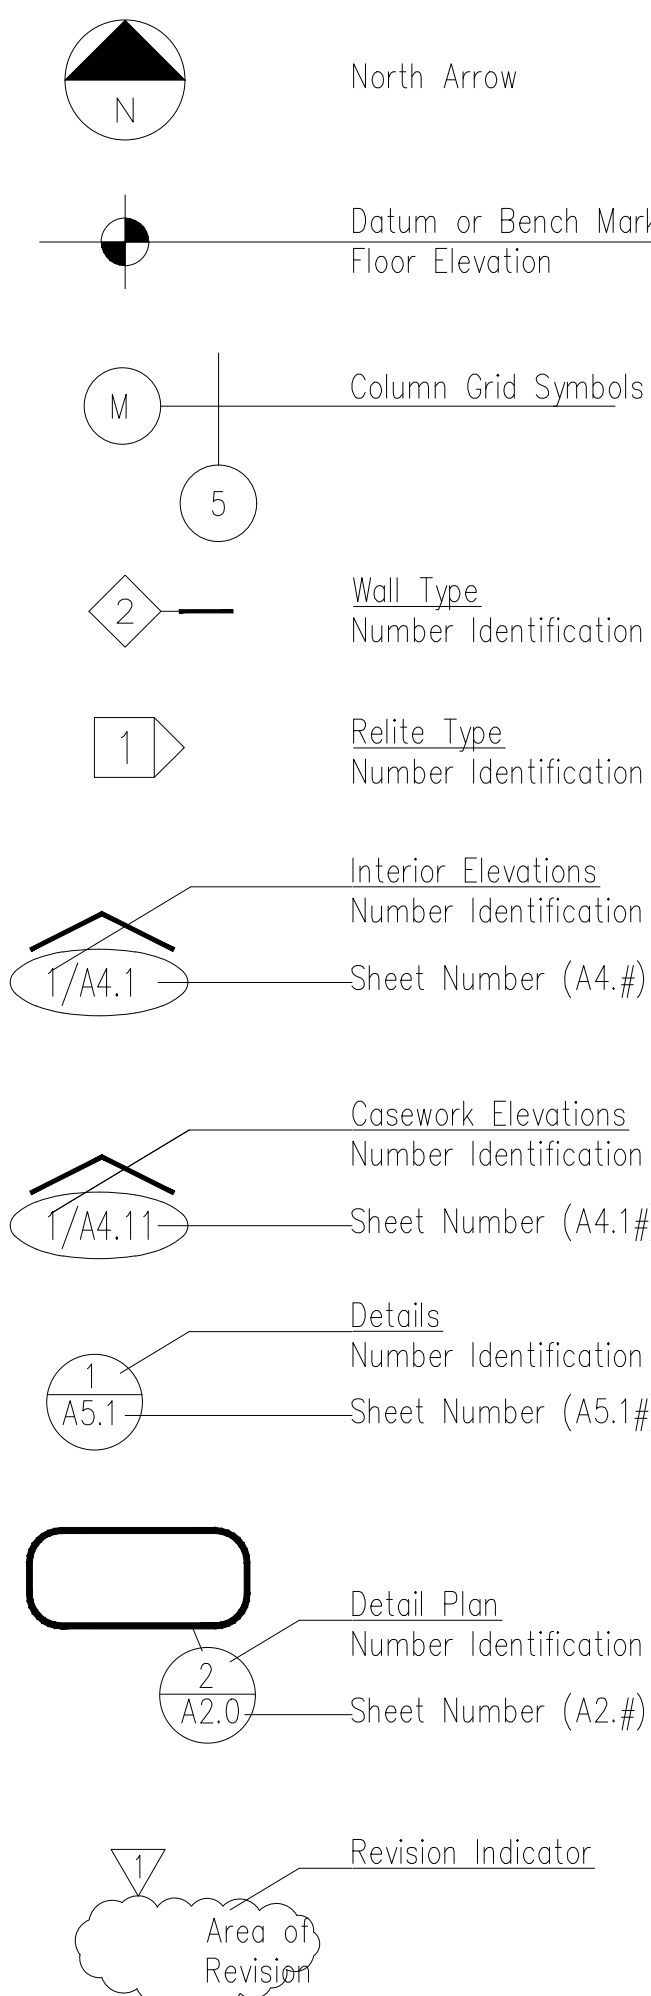 N
North Arrow
Datum or Bench Mark
Floor Elevation
M
Column Grid Symbols
5
2
Wall Type
Number Identification
1
Relite Type
Number Identification
Interior Elevations
Number Identification
1/A4.1
Sheet Number (A4.#)
Casework Elevations
Number Identification
1/A4.11
Sheet Number (A4.1#
Details
Number Identification
1
A5.1
Sheet Number (A5.1#
Detail Plan
Number Identification
2
A2.0
Sheet Number (A2.#)
Revision Indicator
1
Area of
Revision